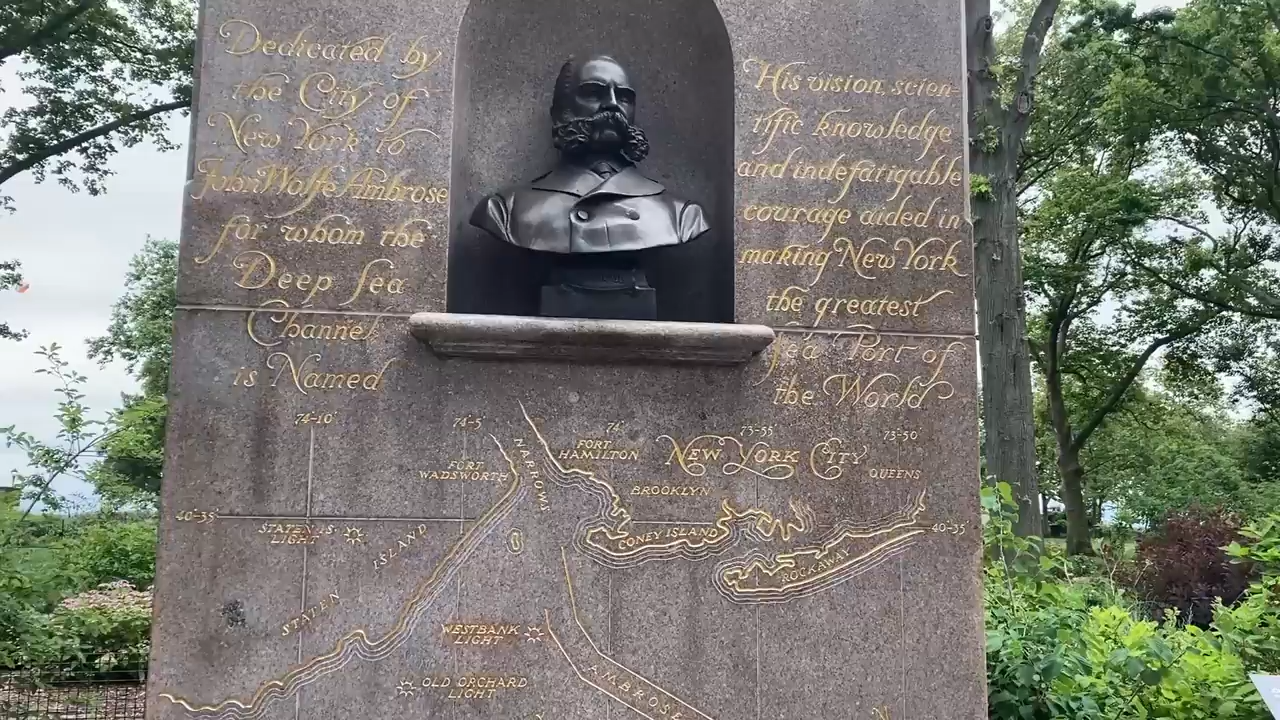 Dedicated by
the City of
New York to
John Wolfe Ambrose
for whom the
Deep Sea
Channel
is Named
His vision, scien-
tific knowledge
and indefatigable
courage aided in
making New York
the greatest
Sea Port of
the World
74-10'
74-5'
74'
73-55'
73-50'
NARROWS
FORT
HAMILTON
NEW YORK CITY
QUEENS
FORT
WADSWORTH
BROOKLYN
40-35'
STATEN IS.
LIGHT
ISLAND
CONEY ISLAND
40-35'
ROCKAWAY
STATEN
WESTBANK
LIGHT
OLD ORCHARD
LIGHT
AMBROSE
N